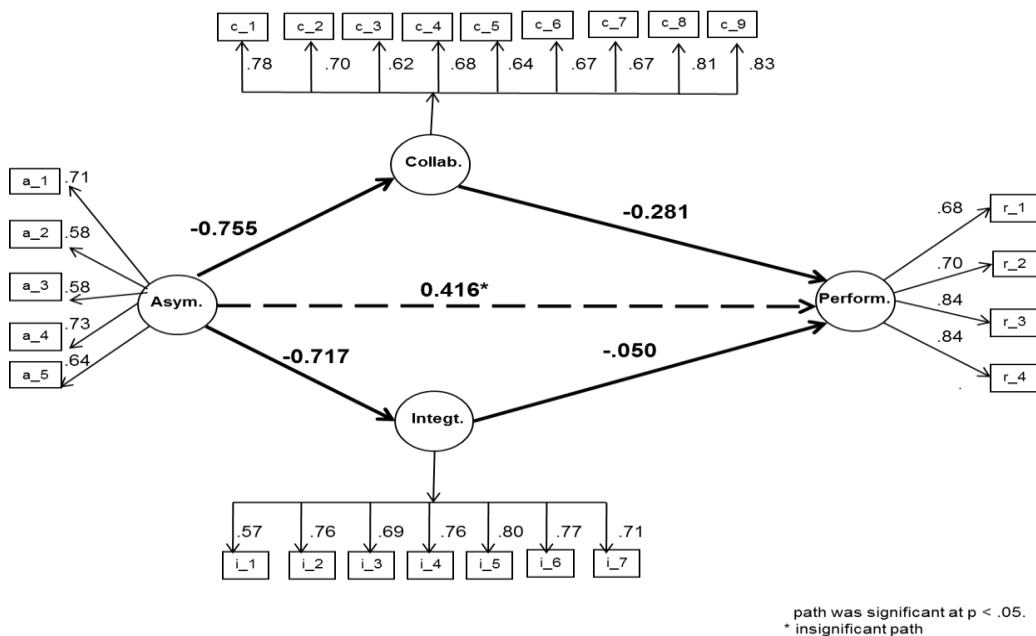 c_1 c_2 c_3 c_4 c_5 c_6 c_7 c_8 c_9
.78 .70 .62 .68 .64 .67 .67 .81 .83
Collab.
a_1 .71
a_2 .58
a_3 .58
a_4 .73
a_5 .64
-0.755
-0.281
Asym.
0.416*
Perform.
-0.717
-.050
.68 r_1
.70 r_2
.84 r_3
.84 r_4
.
Integt.
.57 .76 .69 .76 .80 .77 .71
i_1 i_2 i_3 i_4 i_5 i_6 i_7
path was significant at p < .05.
* insignificant path